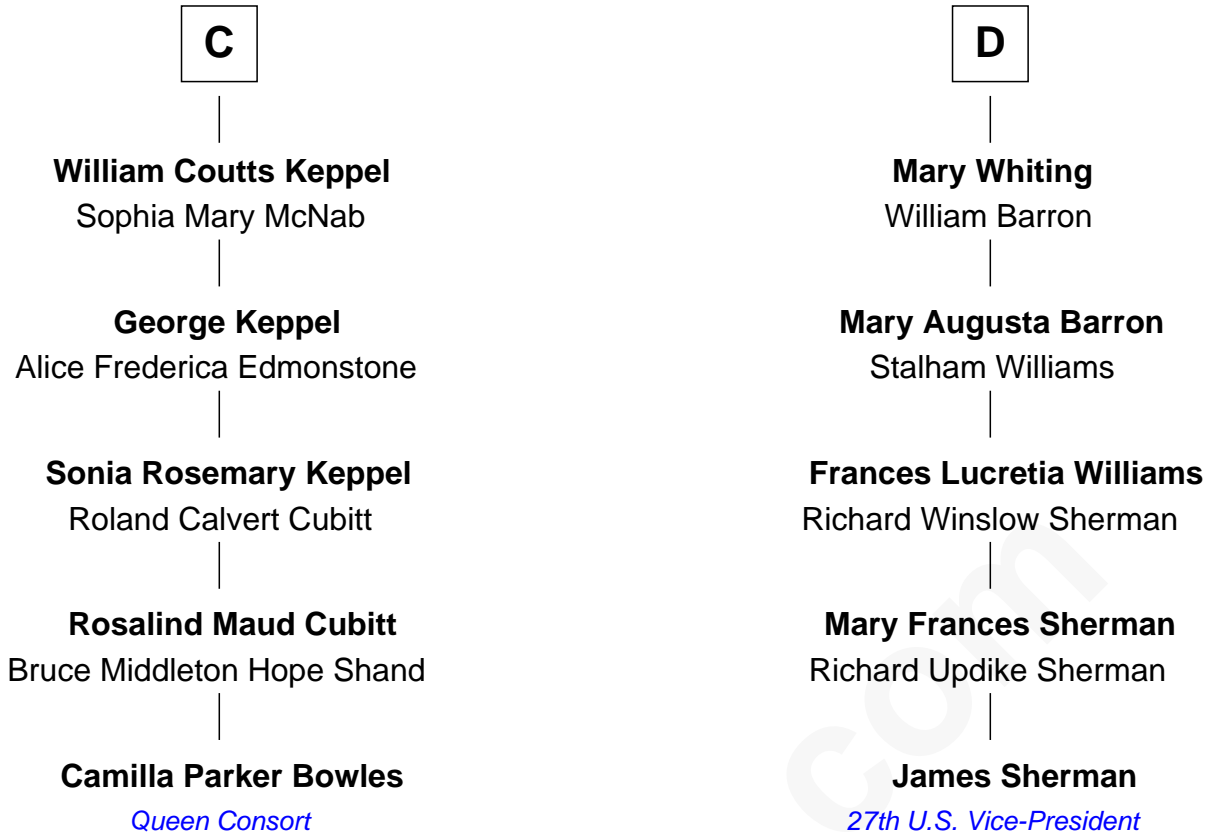 C
William Coutts Keppel
Sophia Mary McNab
George Keppel
Alice Frederica Edmonstone
Sonia Rosemary Keppel
Roland Calvert Cubitt
Rosalind Maud Cubitt
Bruce Middleton Hope Shand
Camilla Parker Bowles
Queen Consort
D
Mary Whiting
William Barron
Mary Augusta Barron
Stalham Williams
Frances Lucretia Williams
Richard Winslow Sherman
Mary Frances Sherman
Richard Updike Sherman
James Sherman
27th U.S. Vice-President
com